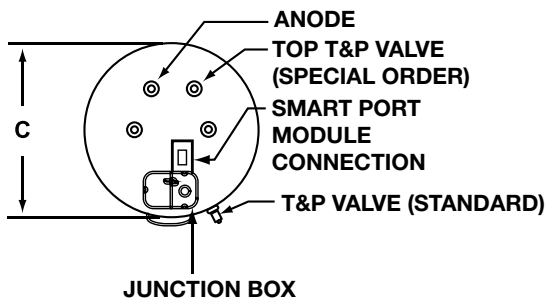 ANODE
TOP T&P VALVE
(SPECIAL ORDER)
SMART PORT
MODULE
CONNECTION
C
T&P VALVE (STANDARD)
JUNCTION BOX